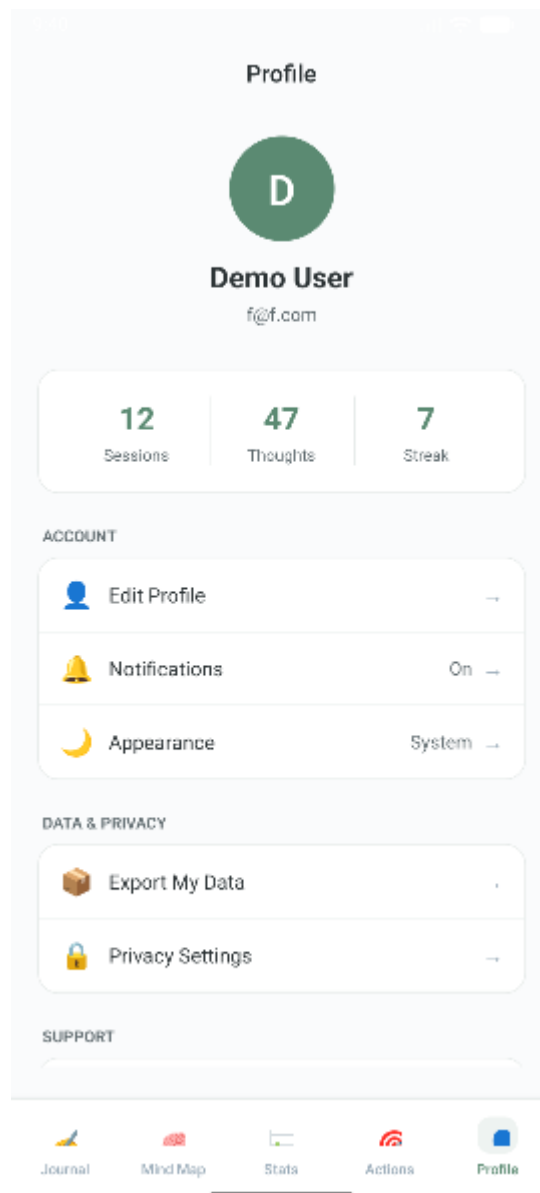 Profile
D
Demo User
f@f.com
12
Sessions
47
Thoughts
7
Streak
ACCOUNT
Edit Profile →
Notifications On →
Appearance System →
DATA & PRIVACY
Export My Data
Privacy Settings →
SUPPORT
Journal Mind Map Stats Actions Profile